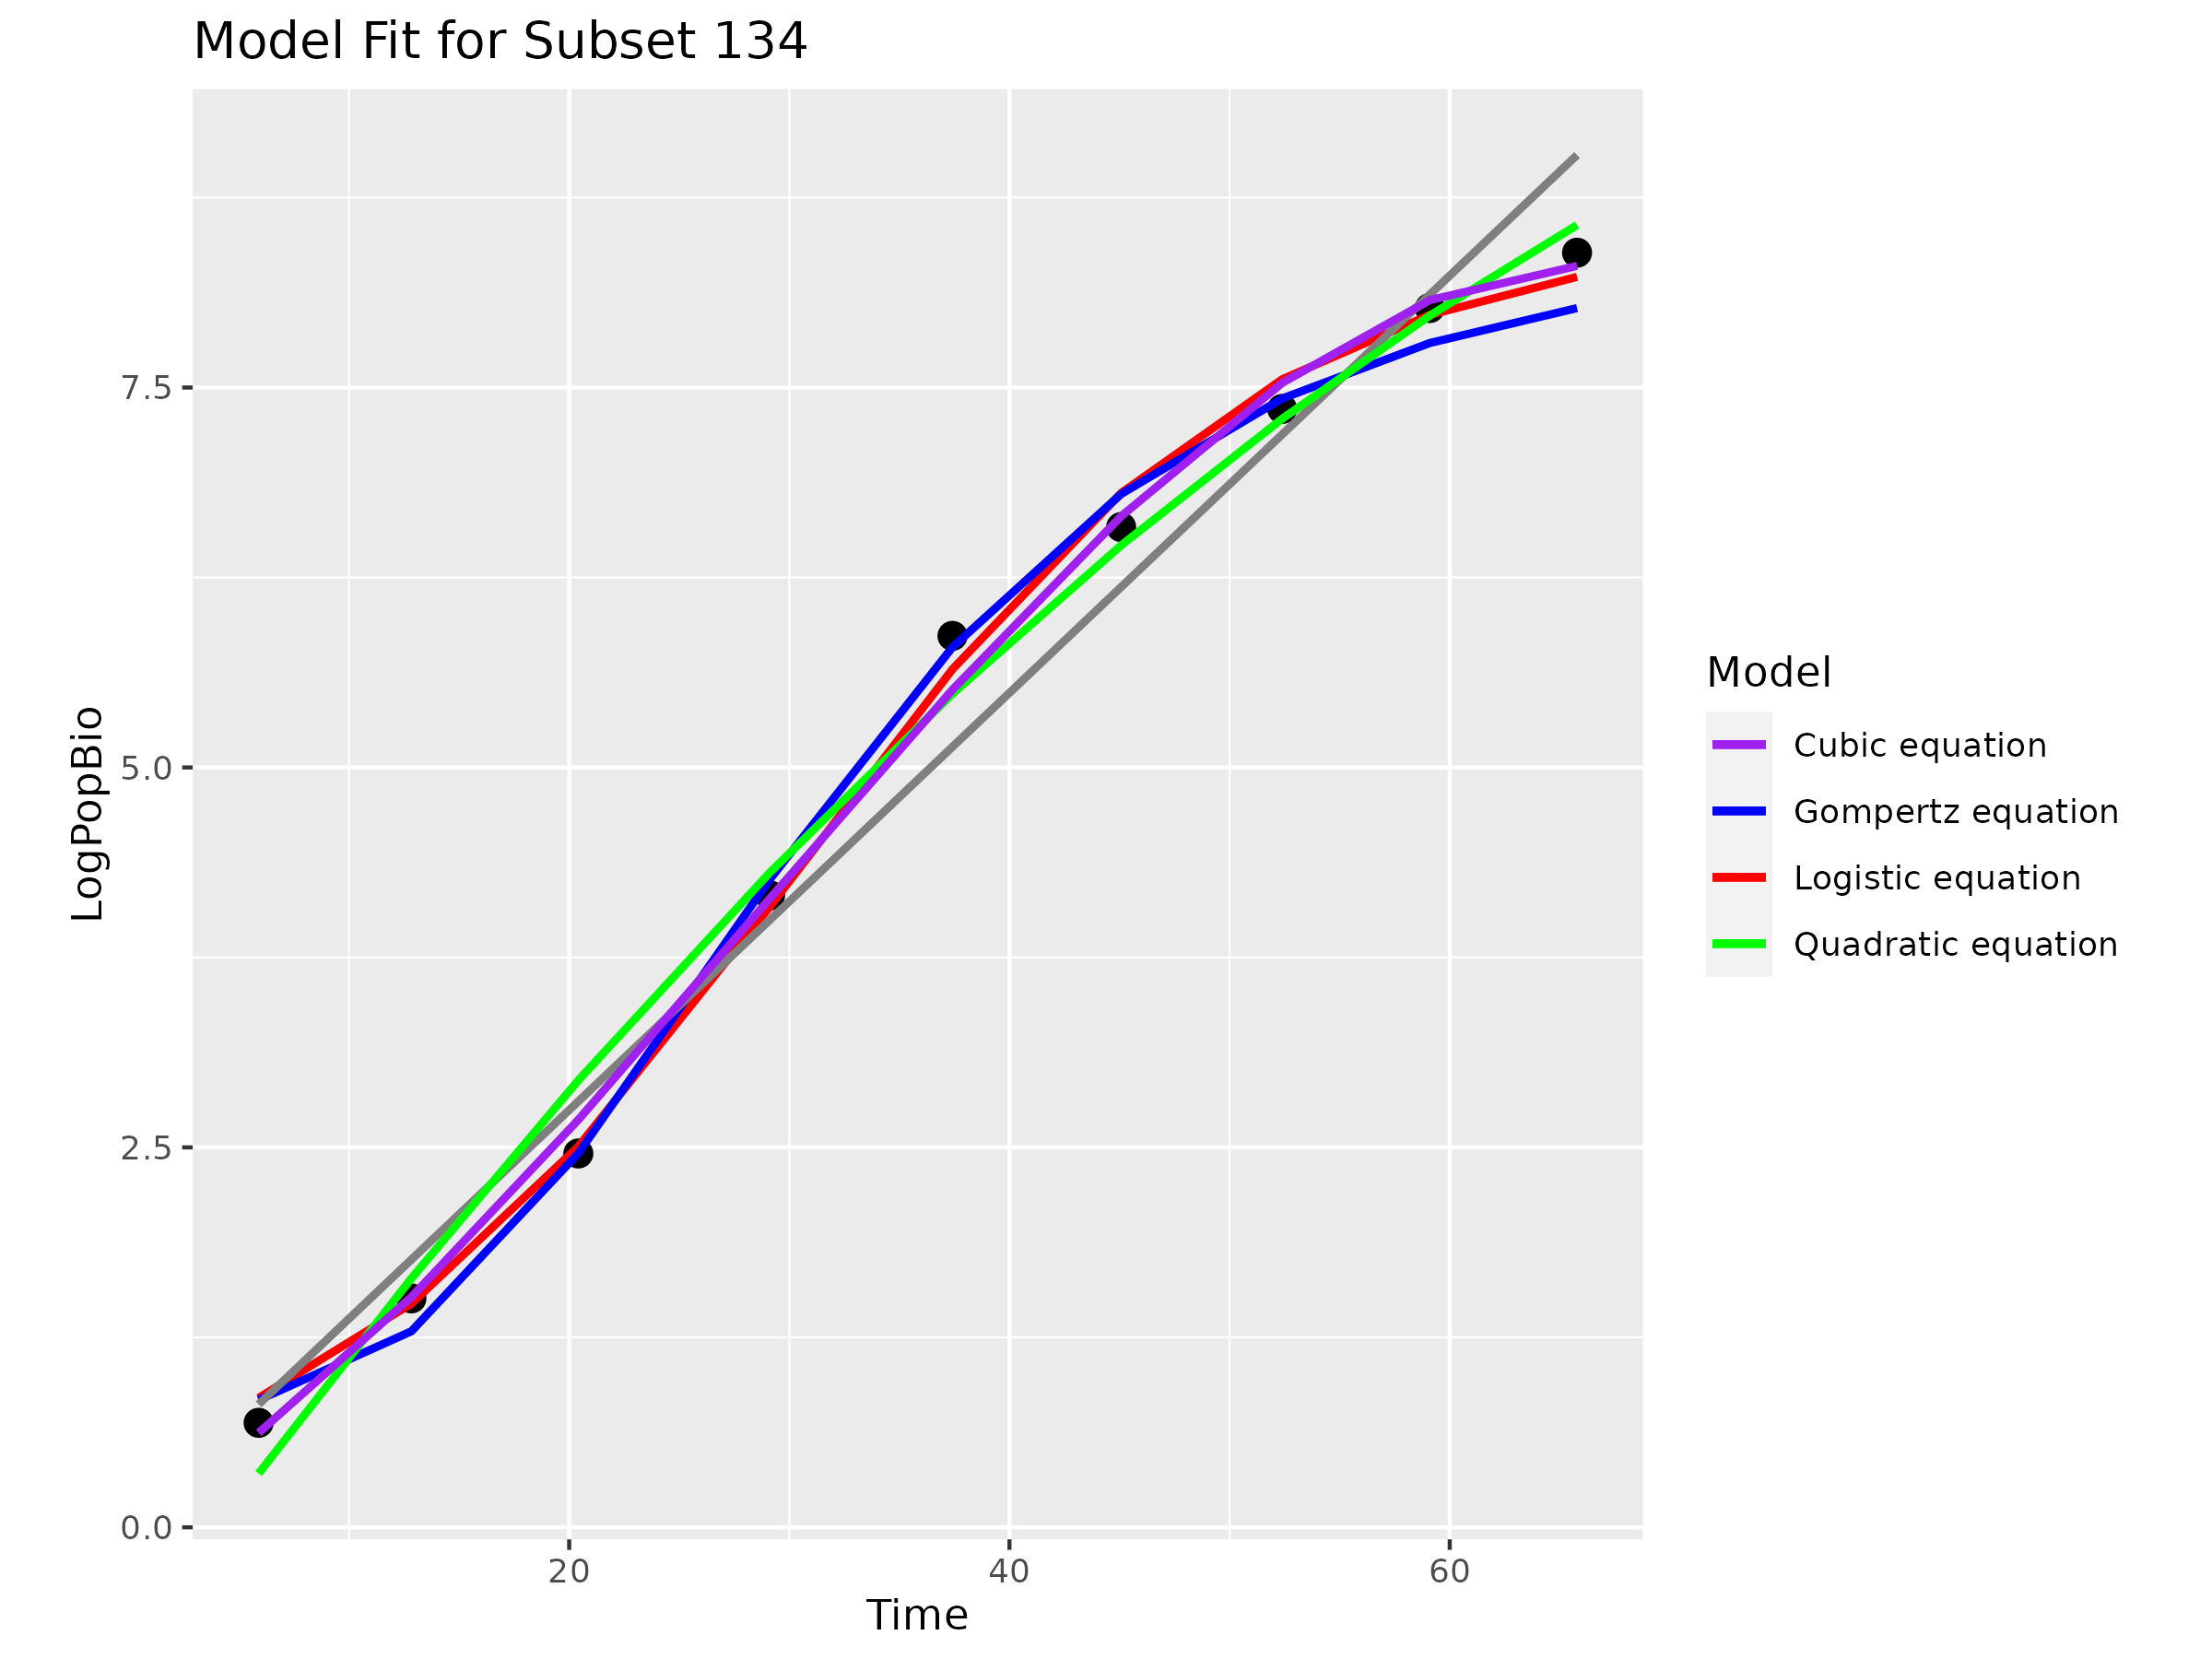 Model Fit for Subset 134
LogPopBio
7.5
5.0
2.5
0.0
20
40
60
Time
Model
Cubic equation
Gompertz equation
Logistic equation
Quadratic equation